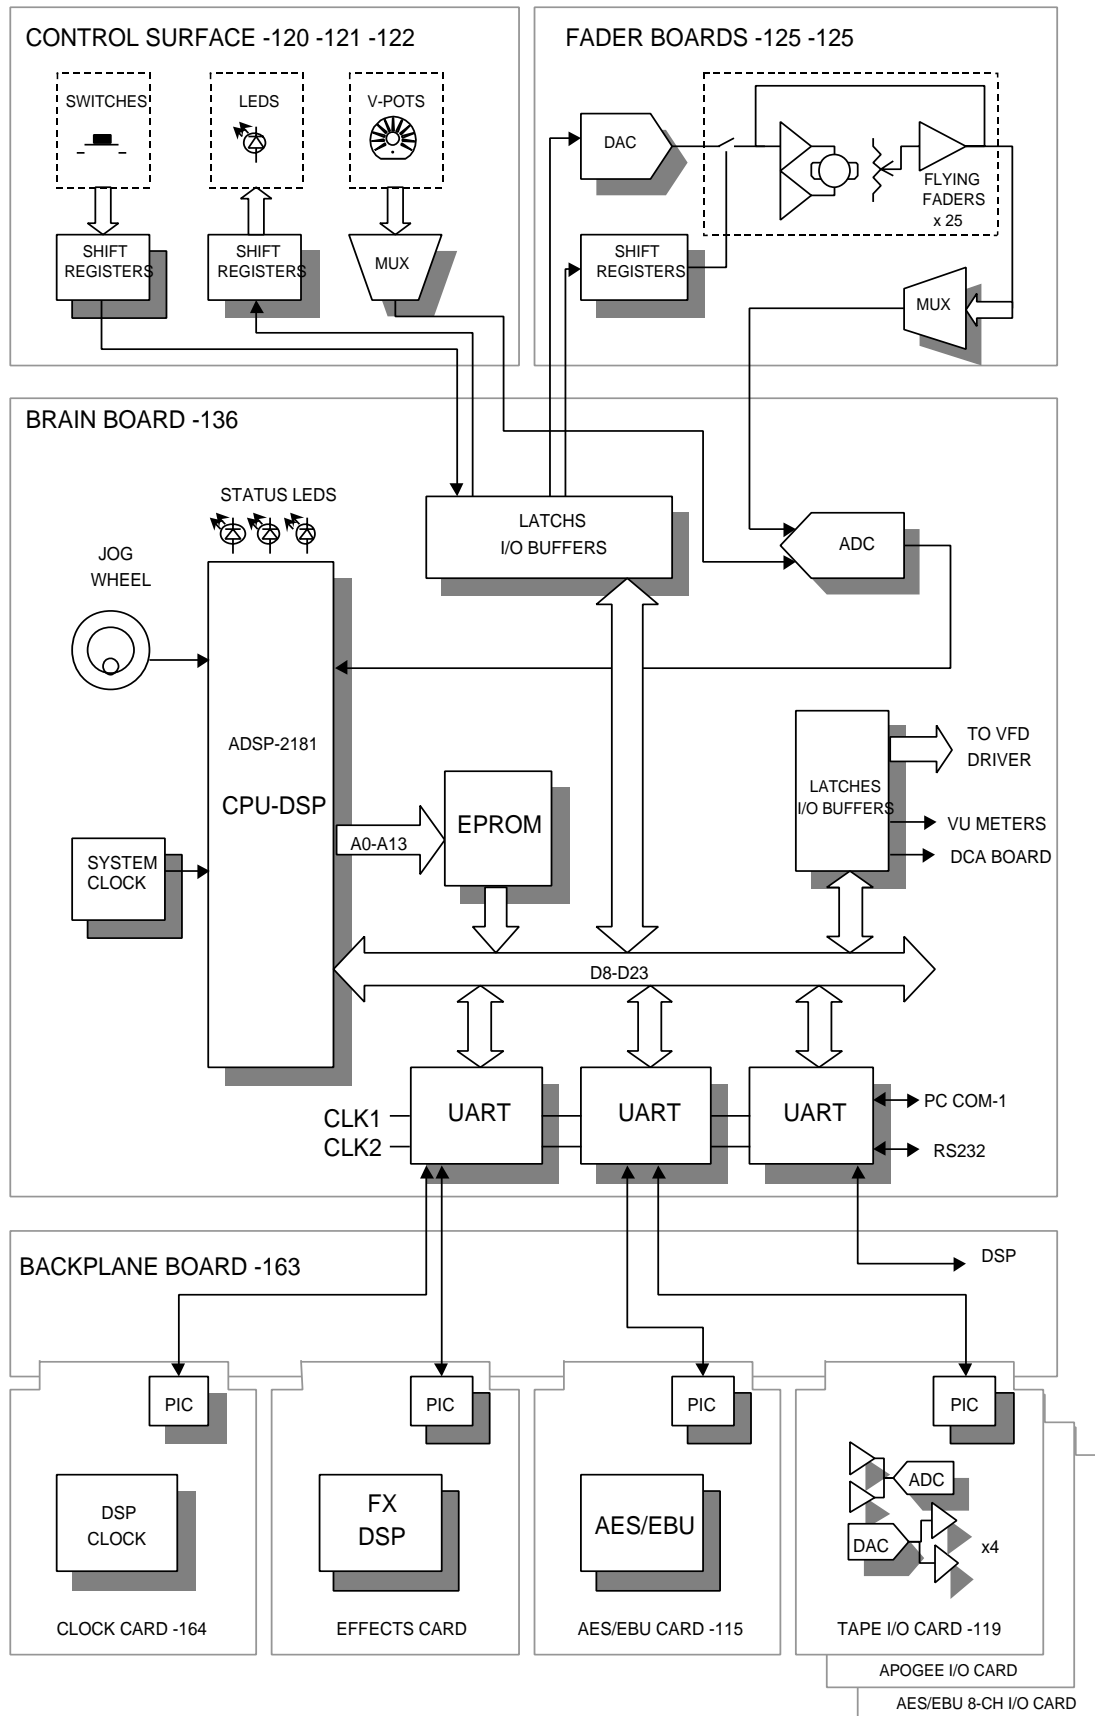 CONTROL SURFACE -120 -121 -122
SWITCHES
LEDS
V-POTS
SHIFT
REGISTERS
SHIFT
REGISTERS
MUX
FADER BOARDS -125 -125
DAC
FLYING
FADERS
x 25
SHIFT
REGISTERS
MUX
BRAIN BOARD -136
STATUS LEDS
JOG
WHEEL
LATCHS
I/O BUFFERS
ADC
ADSP-2181
CPU-DSP
SYSTEM
CLOCK
A0-A13
EPROM
LATCHES
I/O BUFFERS
TO VFD
DRIVER
VU METERS
DCA BOARD
D8-D23
CLK1
CLK2
UART
UART
UART
PC COM-1
RS232
BACKPLANE BOARD -163
DSP
PIC
PIC
PIC
PIC
DSP
CLOCK
FX
DSP
AES/EBU
ADC
DAC
x4
CLOCK CARD -164
EFFECTS CARD
AES/EBU CARD -115
TAPE I/O CARD -119
APOGEE I/O CARD
AES/EBU 8-CH I/O CARD